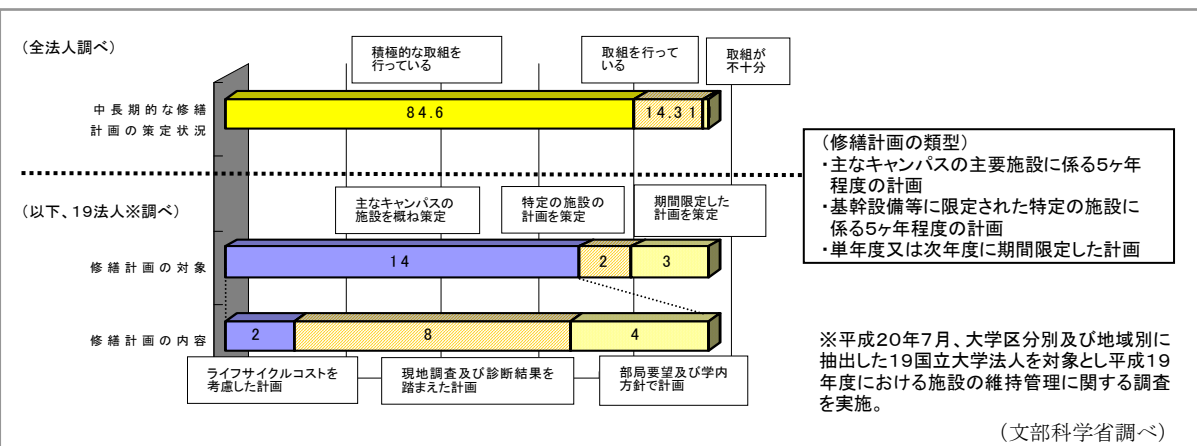 (全法人調べ)
積極的な取組を
行っている
取組を行って
いる
取組が
不十分
中長期的な修繕
計画の策定状況
84.6
14.3
1
(以下、19法人※調べ)
主なキャンパスの
施設を概ね策定
特定の施設の
計画を策定
期間限定した
計画を策定
修繕計画の対象
14
2
3
修繕計画の内容
2
8
4
ライフサイクルコストを
考慮した計画
現地調査及び診断結果を
踏まえた計画
部局要望及び学内
方針で計画
(修繕計画の類型)
・主なキャンパスの主要施設に係る5ヶ年
程度の計画
・基幹設備等に限定された特定の施設に
係る5ヶ年程度の計画
・単年度又は次年度に期間限定した計画
※平成20年7月、大学区分別及び地域別に
抽出した19国立大学法人を対象とし平成19
年度における施設の維持管理に関する調査
を実施。
(文部科学省調べ)